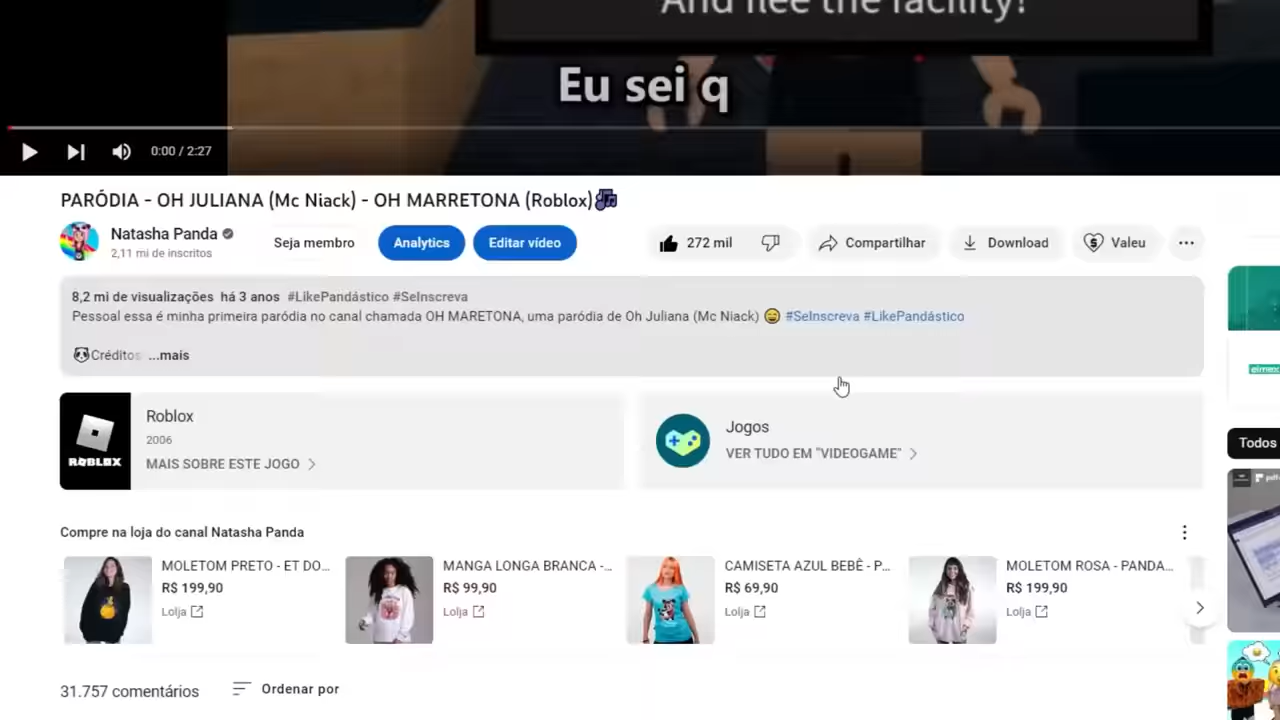 And flee the facility!
Eu sei q
0:00 / 2:27
PARÓDIA - OH JULIANA (Mc Niack) - OH MARRETONA (Roblox)🎶
Natasha Panda
2,11 mi de inscritos
Seja membro
Analytics
Editar vídeo
272 mil
Compartilhar
Download
Valeu
8,2 mi de visualizações há 3 anos #LikePandástico #SeInscreva
Pessoal essa é minha primeira paródia no canal chamada OH MARETONA, uma paródia de Oh Juliana (Mc Niack) 😄 #SeInscreva #LikePandástico
🐼Créditos ...mais
ROBLOX
Roblox
2006
MAIS SOBRE ESTE JOGO
Jogos
VER TUDO EM "VIDEOGAME"
Todos
Compre na loja do canal Natasha Panda
MOLETOM PRETO - ET DO...
R$ 199,90
Lolja
MANGA LONGA BRANCA -...
R$ 99,90
Lolja
CAMISETA AZUL BEBÊ - P...
R$ 69,90
Lolja
MOLETOM ROSA - PANDA...
R$ 199,90
Lolja
31.757 comentários
Ordenar por